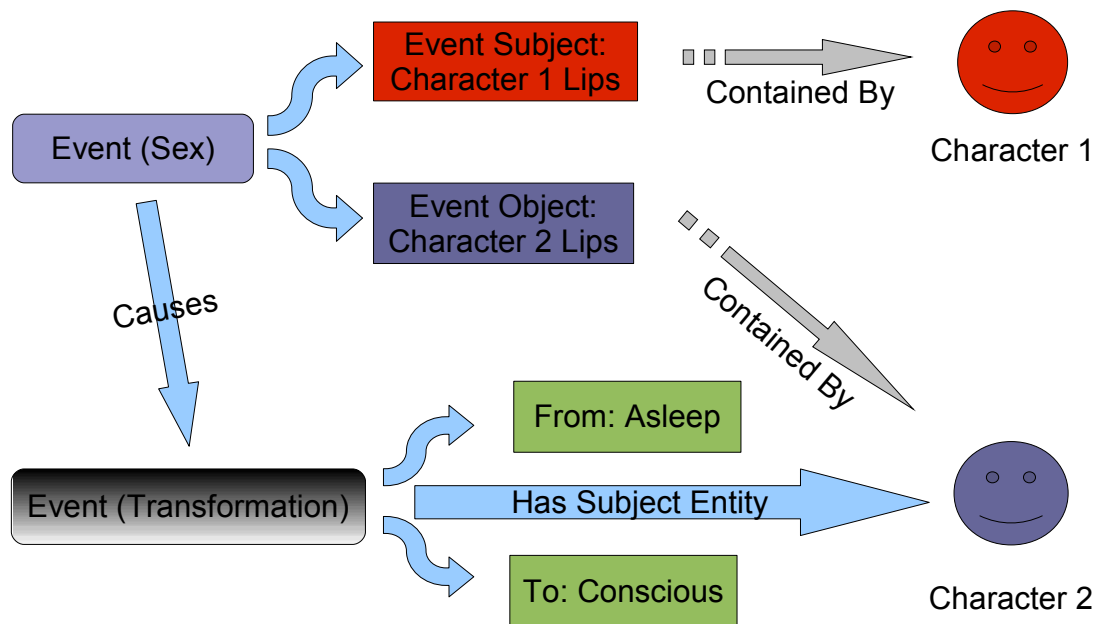 Event Subject:
Character 1 Lips
Contained By
Event (Sex)
Character 1
Event Object:
Character 2 Lips
Contained By
Causes
From: Asleep
Event (Transformation)
Has Subject Entity
To: Conscious
Character 2